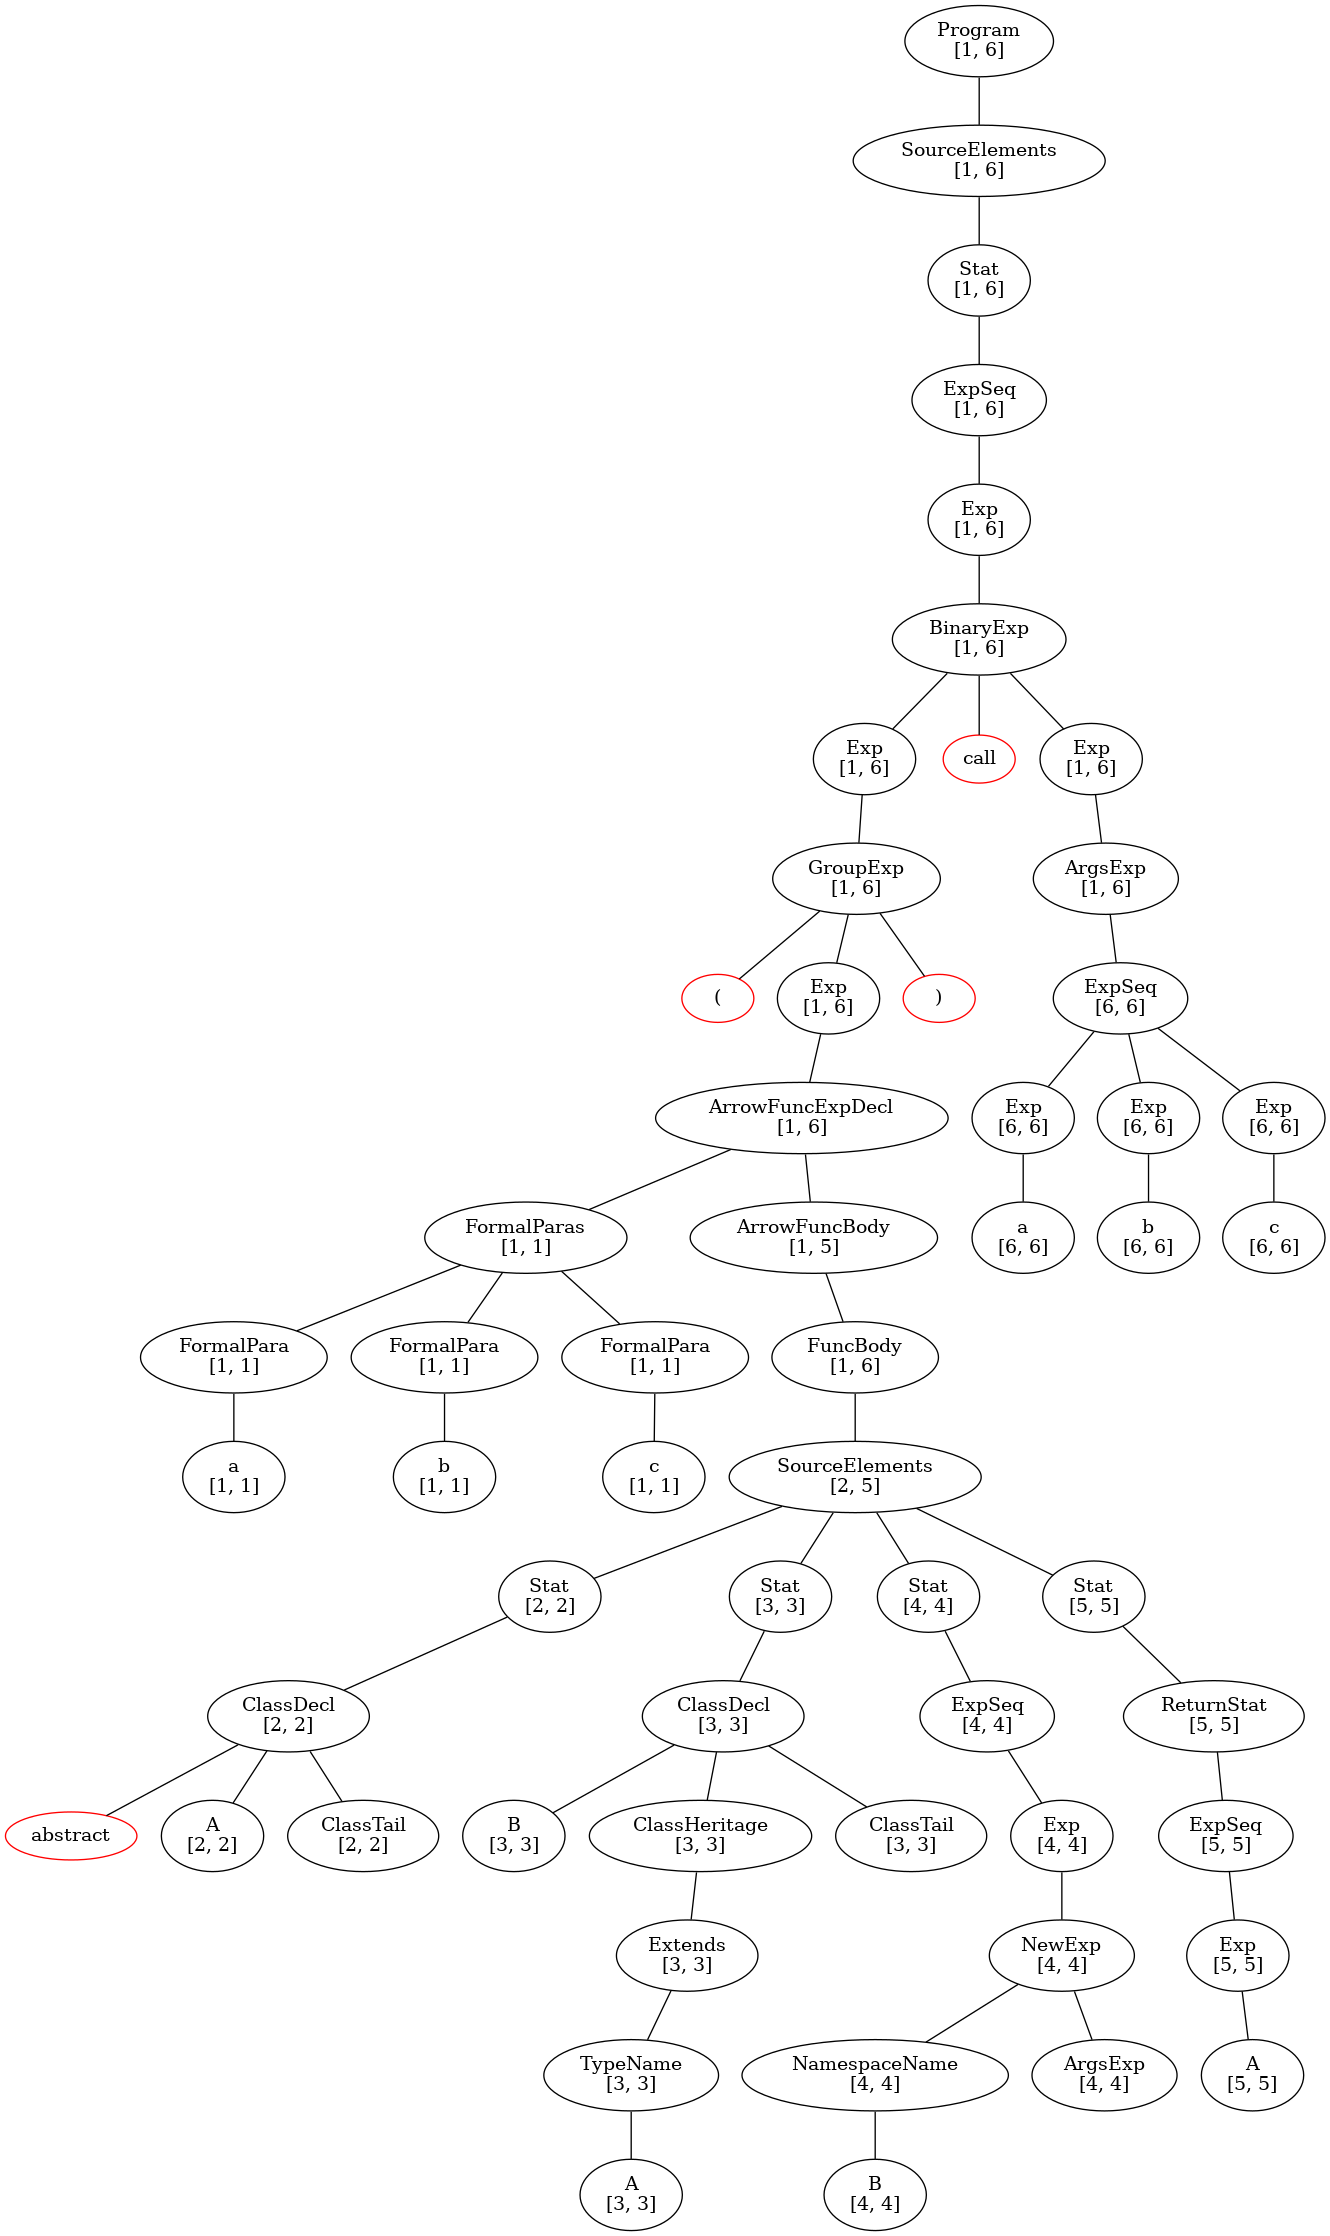 Program
[1, 6]
SourceElements
[1, 6]
Stat
[1, 6]
ExpSeq
[1, 6]
Exp
[1, 6]
BinaryExp
[1, 6]
Exp
[1, 6]
call
Exp
[1, 6]
GroupExp
[1, 6]
ArgsExp
[1, 6]
(
Exp
[1, 6]
)
ExpSeq
[6, 6]
ArrowFuncExpDecl
[1, 6]
Exp
[6, 6]
Exp
[6, 6]
Exp
[6, 6]
FormalParas
[1, 1]
ArrowFuncBody
[1, 5]
a
[6, 6]
b
[6, 6]
c
[6, 6]
FormalPara
[1, 1]
FormalPara
[1, 1]
FormalPara
[1, 1]
FuncBody
[1, 6]
a
[1, 1]
b
[1, 1]
c
[1, 1]
SourceElements
[2, 5]
Stat
[2, 2]
Stat
[3, 3]
Stat
[4, 4]
Stat
[5, 5]
ClassDecl
[2, 2]
ClassDecl
[3, 3]
ExpSeq
[4, 4]
ReturnStat
[5, 5]
abstract
A
[2, 2]
ClassTail
[2, 2]
B
[3, 3]
ClassHeritage
[3, 3]
ClassTail
[3, 3]
Exp
[4, 4]
ExpSeq
[5, 5]
Extends
[3, 3]
NewExp
[4, 4]
Exp
[5, 5]
TypeName
[3, 3]
NamespaceName
[4, 4]
ArgsExp
[4, 4]
A
[5, 5]
A
[3, 3]
B
[4, 4]